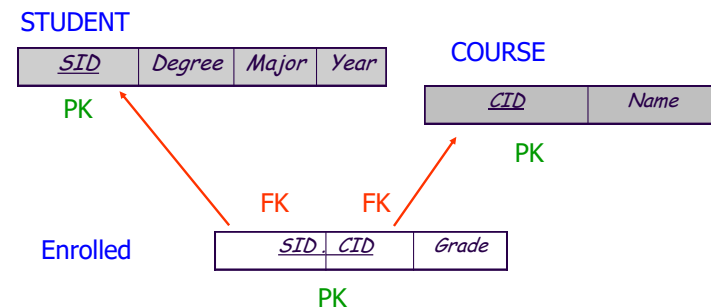 STUDENT
SID Degree Major Year
PK
COURSE
CID Name
PK
FK FK
Enrolled
SID . CID Grade
PK